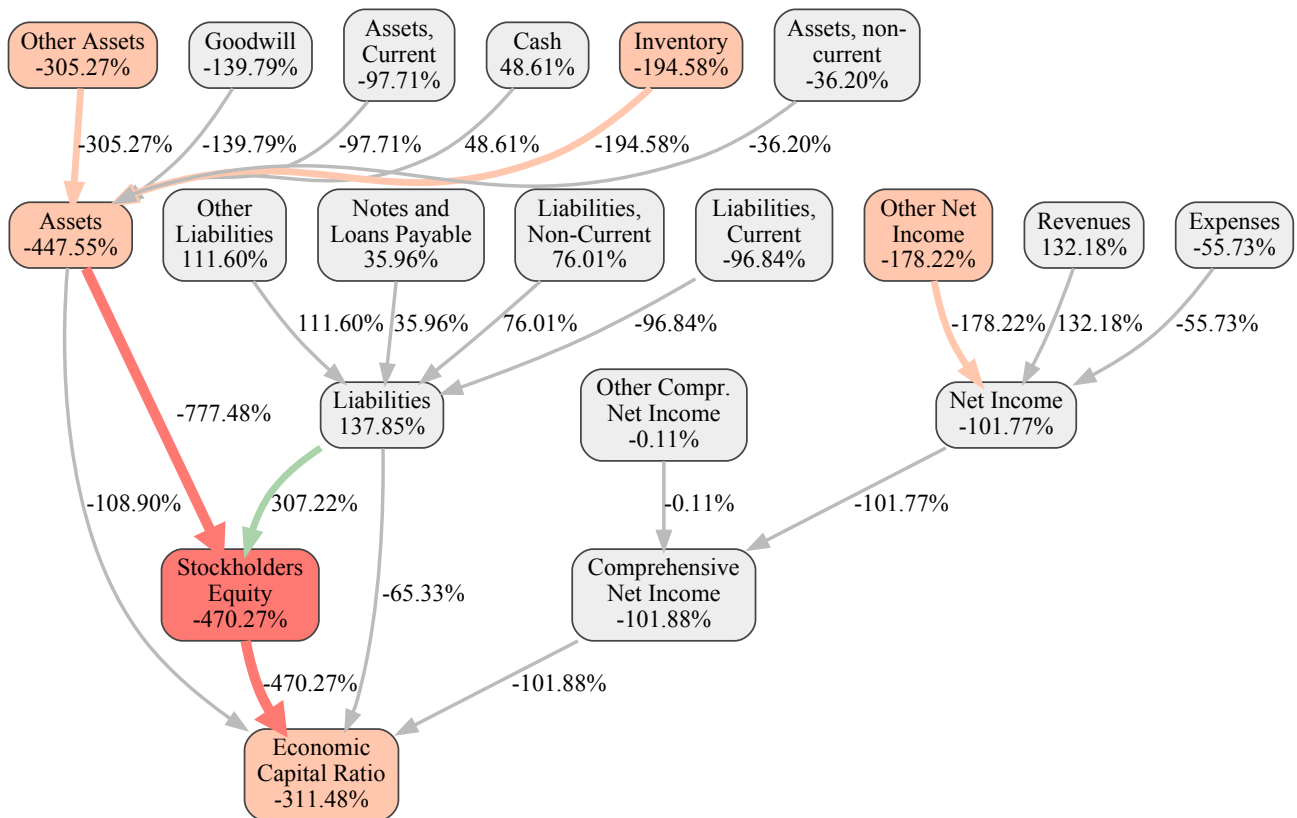 Other Assets
-305.27%
Goodwill
-139.79%
Assets,
Current
-97.71%
Cash
48.61%
Inventory
-194.58%
Assets, non-
current
-36.20%
-305.27%
-139.79%
-97.71%
48.61%
-194.58%
-36.20%
Assets
-447.55%
Other
Liabilities
111.60%
Notes and
Loans Payable
35.96%
Liabilities,
Non-Current
76.01%
Liabilities,
Current
-96.84%
Other Net
Income
-178.22%
Revenues
132.18%
Expenses
-55.73%
111.60%
35.96%
76.01%
-96.84%
-178.22%
132.18%
-55.73%
-777.48%
Liabilities
137.85%
Other Compr.
Net Income
-0.11%
Net Income
-101.77%
-108.90%
307.22%
-0.11%
-101.77%
Stockholders
Equity
-470.27%
-65.33%
Comprehensive
Net Income
-101.88%
-470.27%
-101.88%
Economic
Capital Ratio
-311.48%